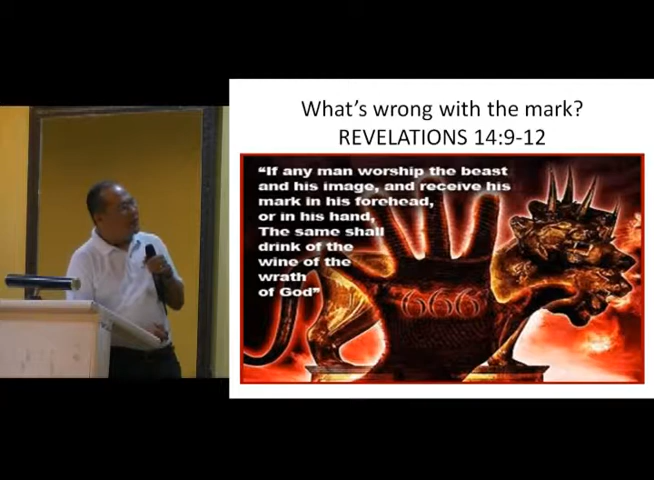 What's wrong with the mark?
REVELATIONS 14:9-12
“If any man worship the beast
and his image, and receive his
mark in his forehead,
or in his hand,
The same shall
drink of the
wine of the
wrath
of God”
666